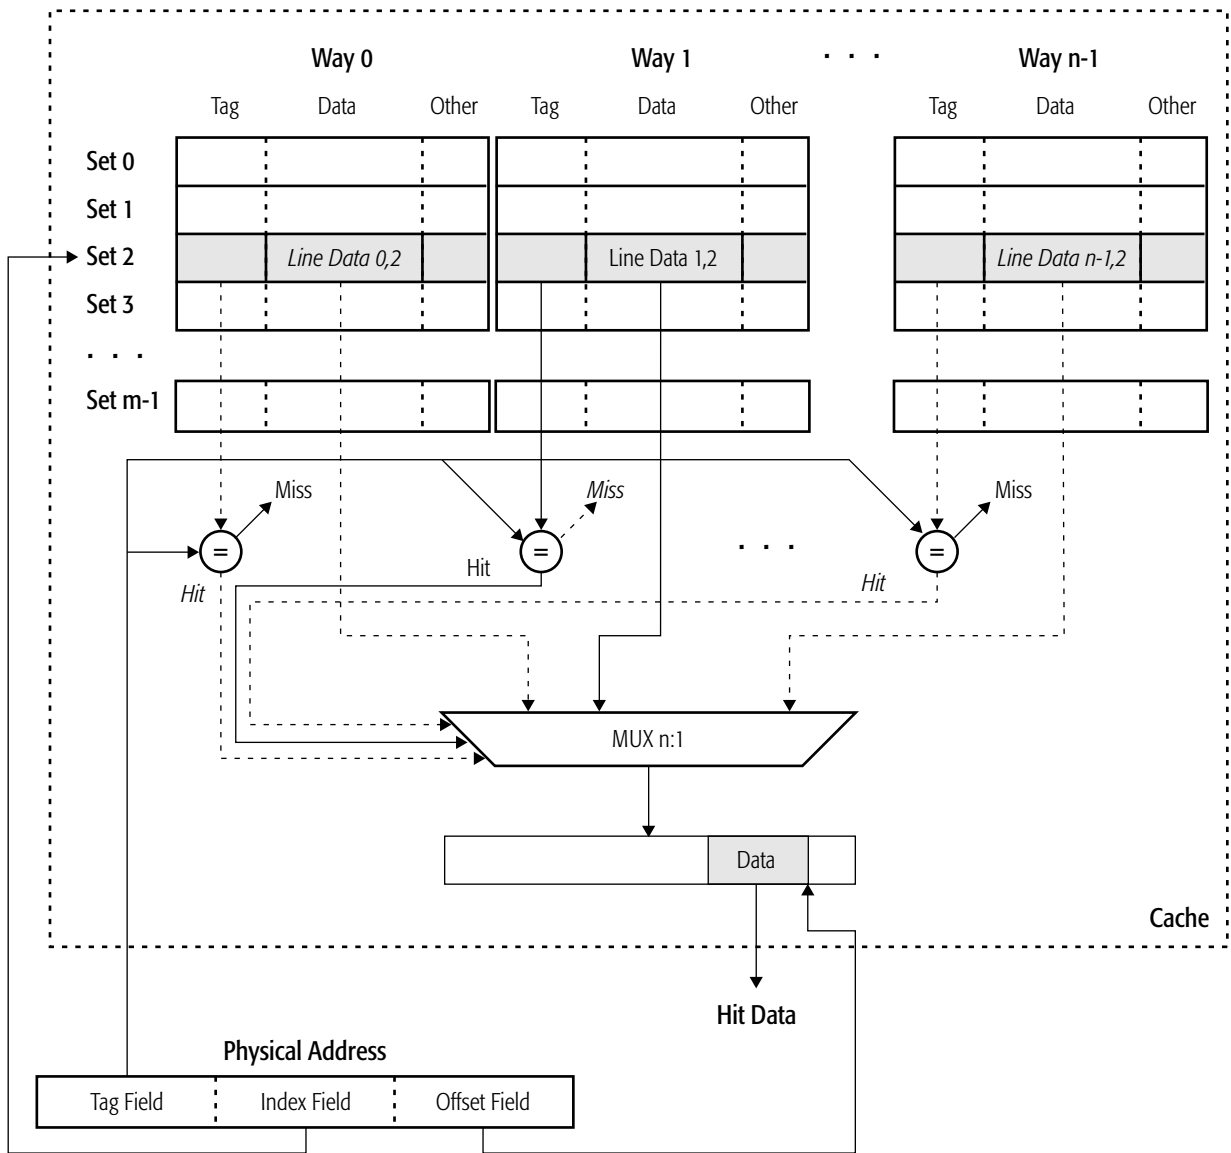 Way 0 Way 1 . . . Way n-1
Tag Data Other Tag Data Other Tag Data Other
Set 0
Set 1
Set 2 Line Data 0,2 Line Data 1,2 Line Data n-1,2
Set 3
. . .
Set m-1
Miss Miss Miss
= = . . . =
Hit Hit Hit
MUX n:1
Data
Cache
Hit Data
Physical Address
Tag Field Index Field Offset Field